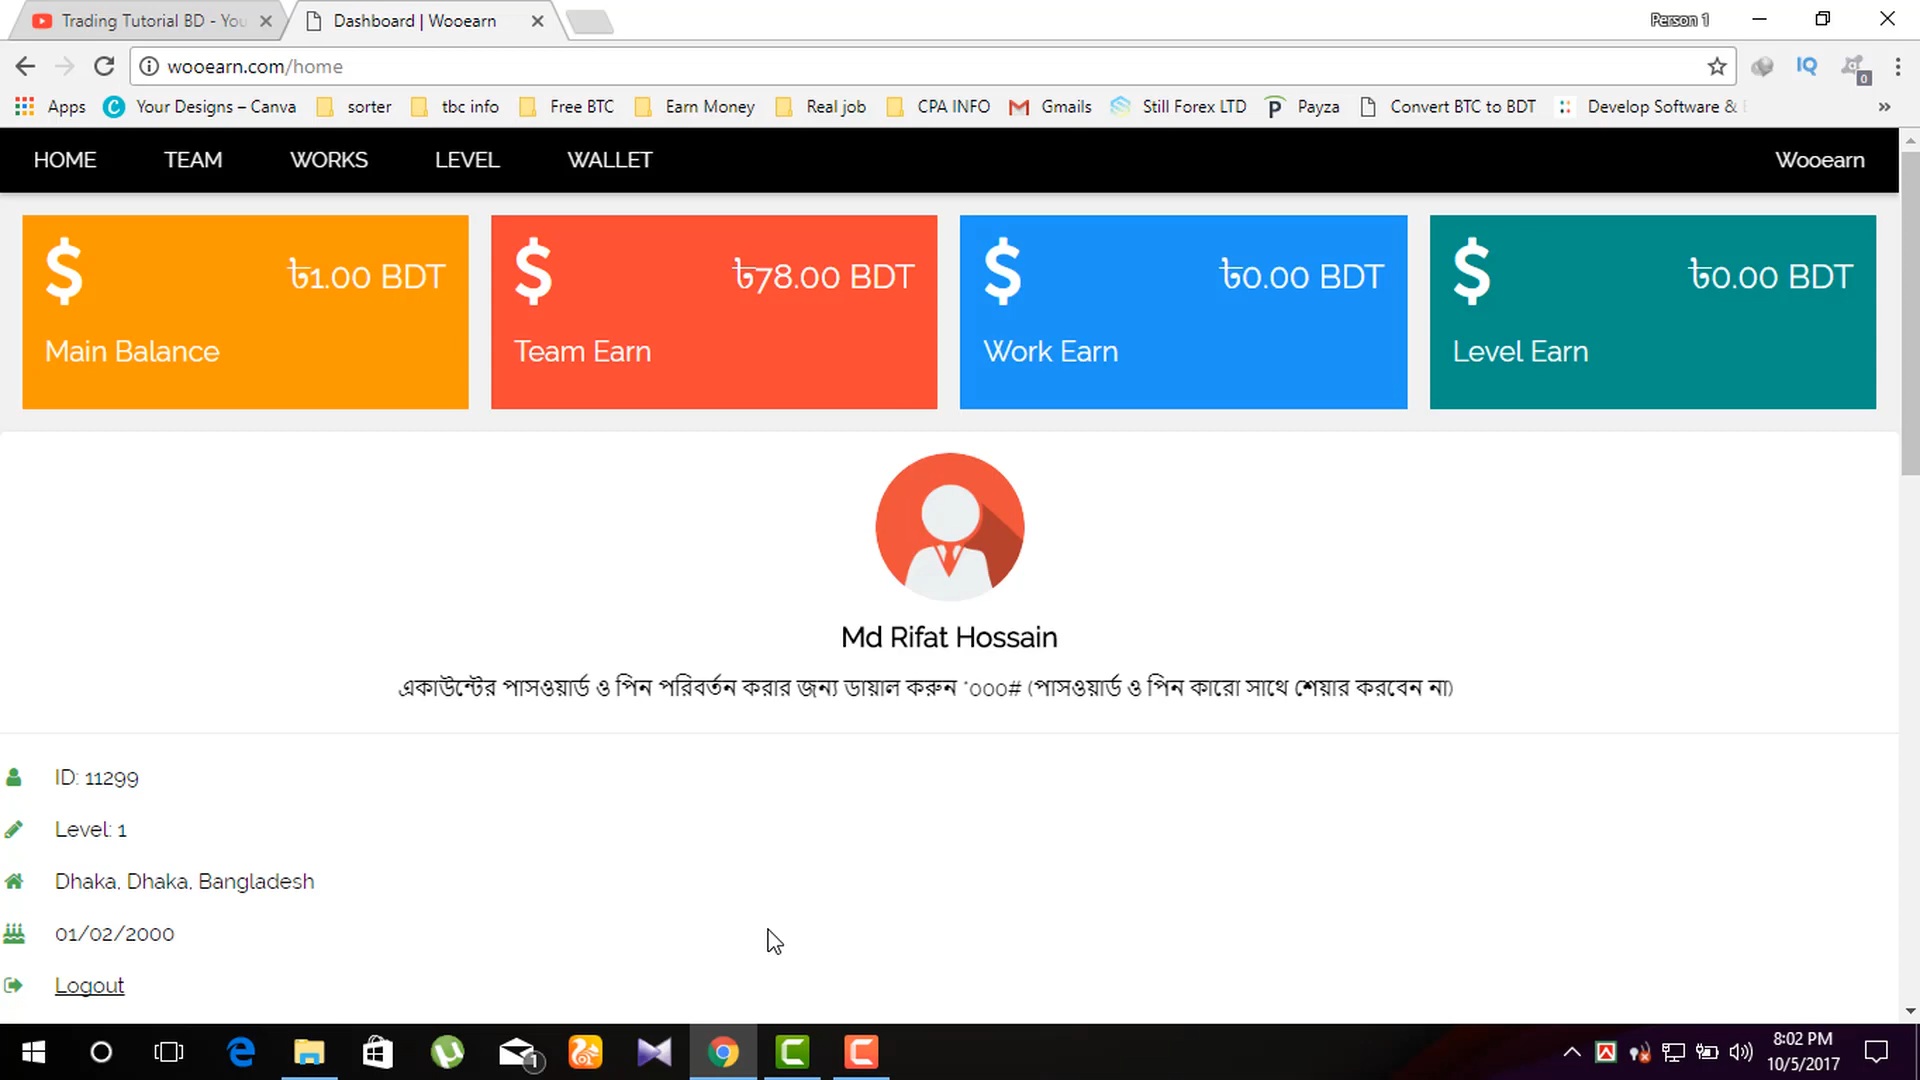 Trading Tutorial BD - You
Dashboard | Wooearn
Person 1
wooearn.com/home
IQ
0
Apps
Your Designes – Canva
sorter
tbc info
Free BTC
Earn Money
Real job
CPA INFO
Gmails
Still Forex LTD
Payza
Convert BTC to BDT
Develop Software &
»
HOME
TEAM
WORKS
LEVEL
WALLET
Wooearn
$ ৳1.00 BDT
Main Balance
$ ৳78.00 BDT
Team Earn
$ ৳0.00 BDT
Work Earn
$ ৳0.00 BDT
Level Earn
Md Rifat Hossain
একাউন্টের পাসওয়ার্ড ও পিন পরিবর্তন করার জন্য ডায়াল করুন *000# (পাসওয়ার্ড ও পিন কারো সাথে শেয়ার করবেন না)
ID: 11299
Level: 1
Dhaka, Dhaka, Bangladesh
01/02/2000
Logout
1
8:02 PM
10/5/2017